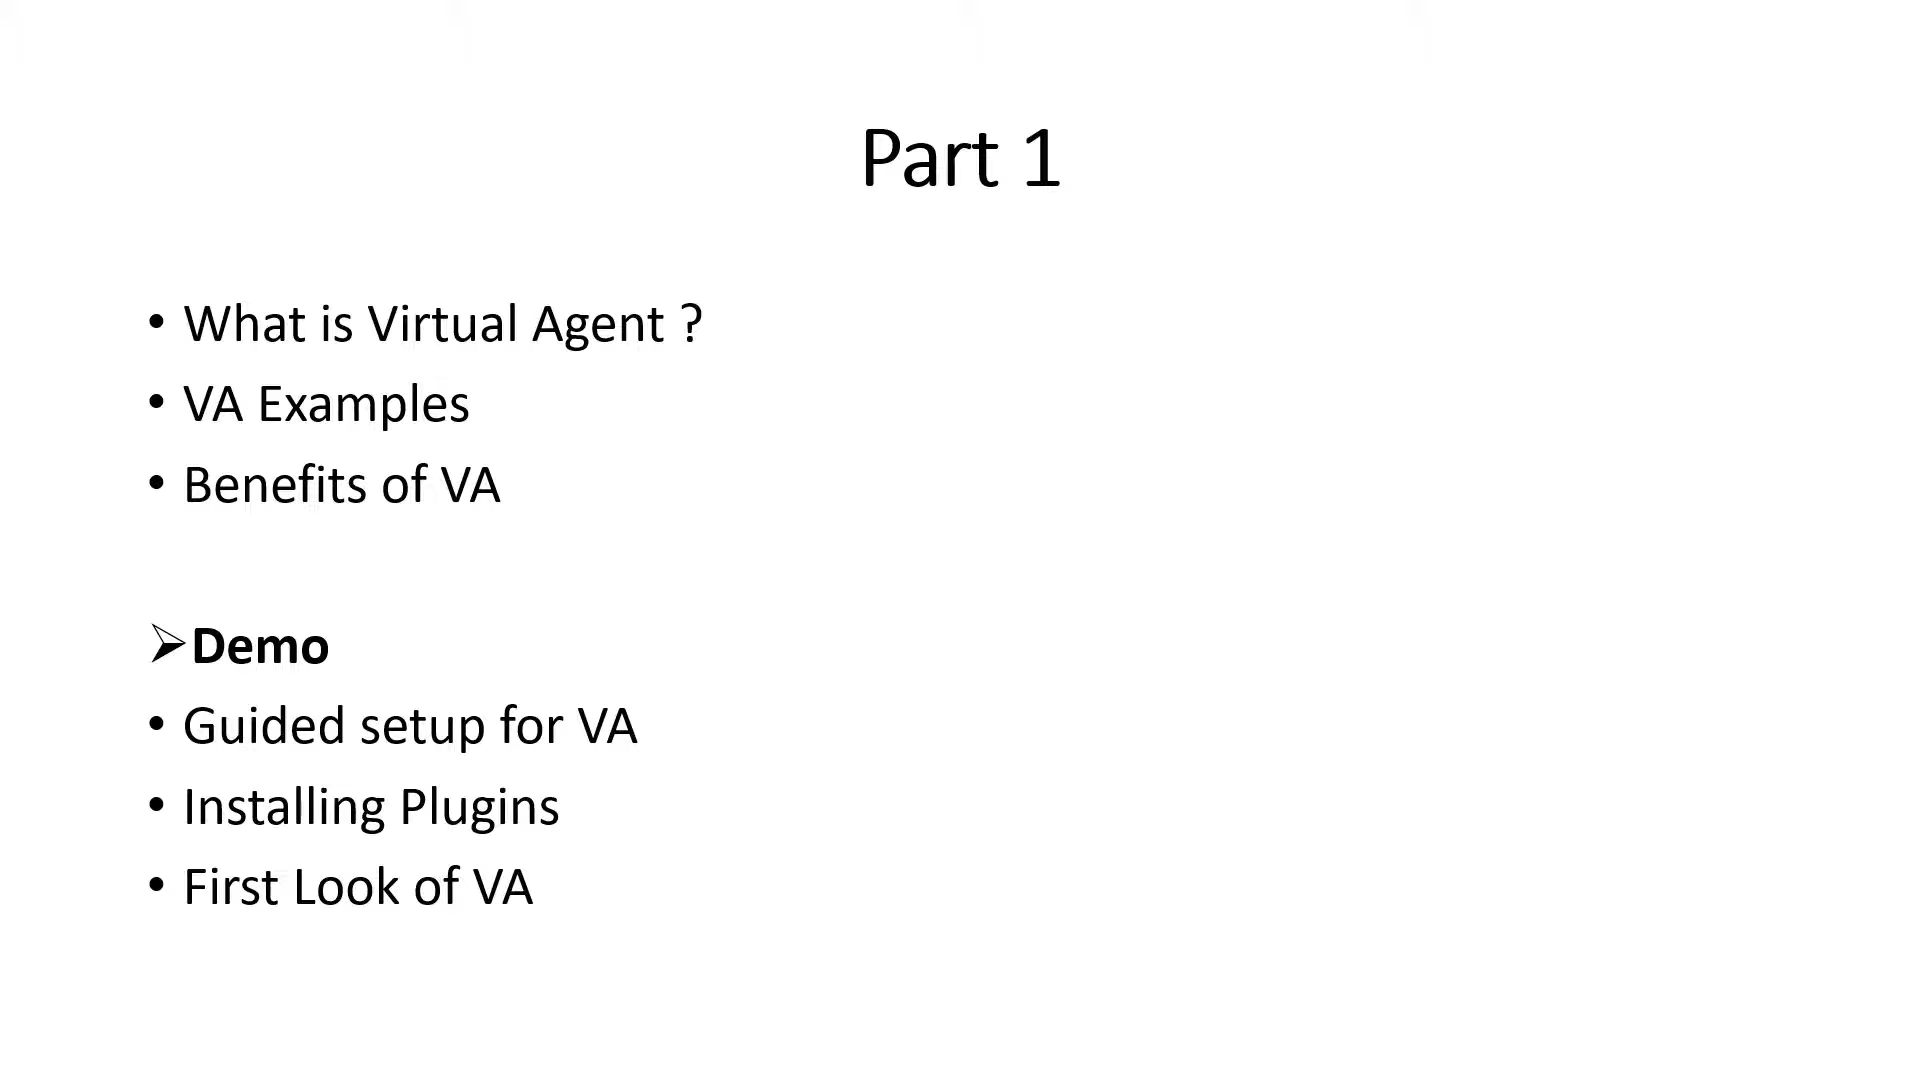 Part 1
• What is Virtual Agent ?
• VA Examples
• Benefits of VA
➢Demo
• Guided setup for VA
• Installing Plugins
• First Look of VA